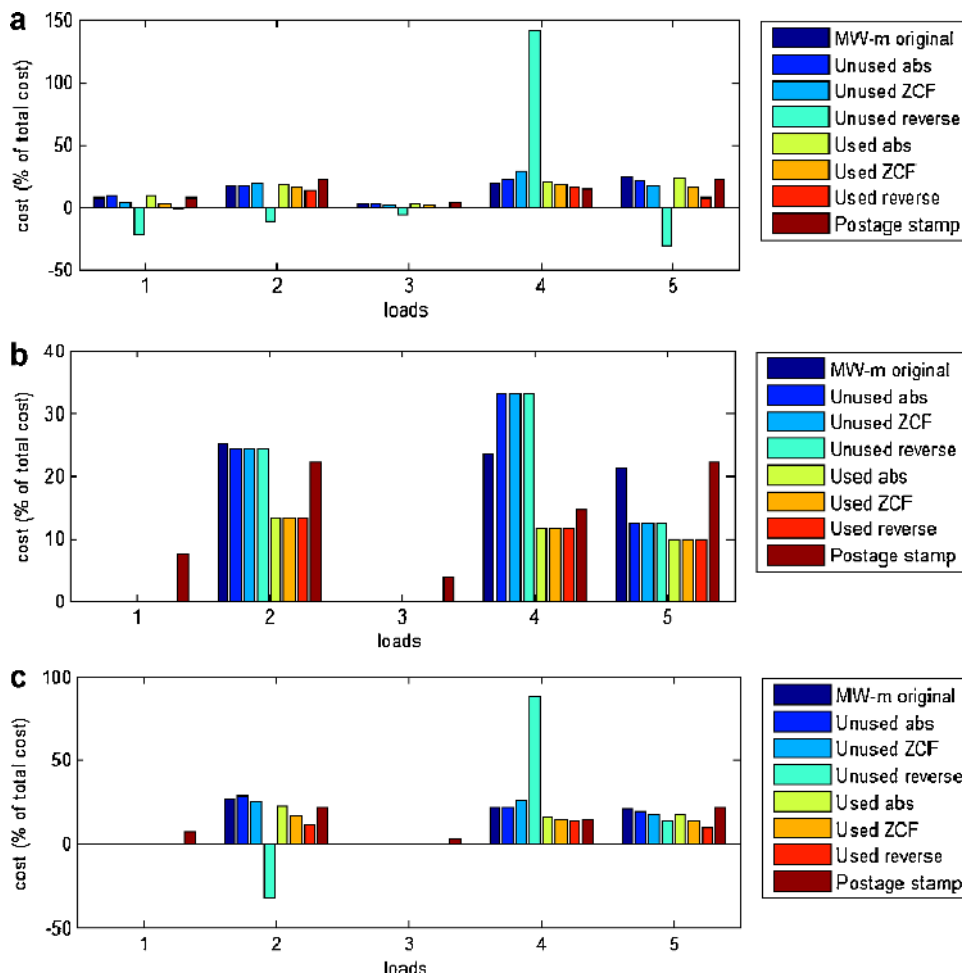 a
150
100
50
0
-50
cost (% of total cost)
1 2 3 4 5
loads
MW-m original
Unused abs
Unused ZCF
Unused reverse
Used abs
Used ZCF
Used reverse
Postage stamp
b
40
30
20
10
0
cost (% of total cost)
1 2 3 4 5
loads
MW-m original
Unused abs
Unused ZCF
Unused reverse
Used abs
Used ZCF
Used reverse
Postage stamp
c
100
50
0
-50
cost (% of total cost)
1 2 3 4 5
loads
MW-m original
Unused abs
Unused ZCF
Unused reverse
Used abs
Used ZCF
Used reverse
Postage stamp